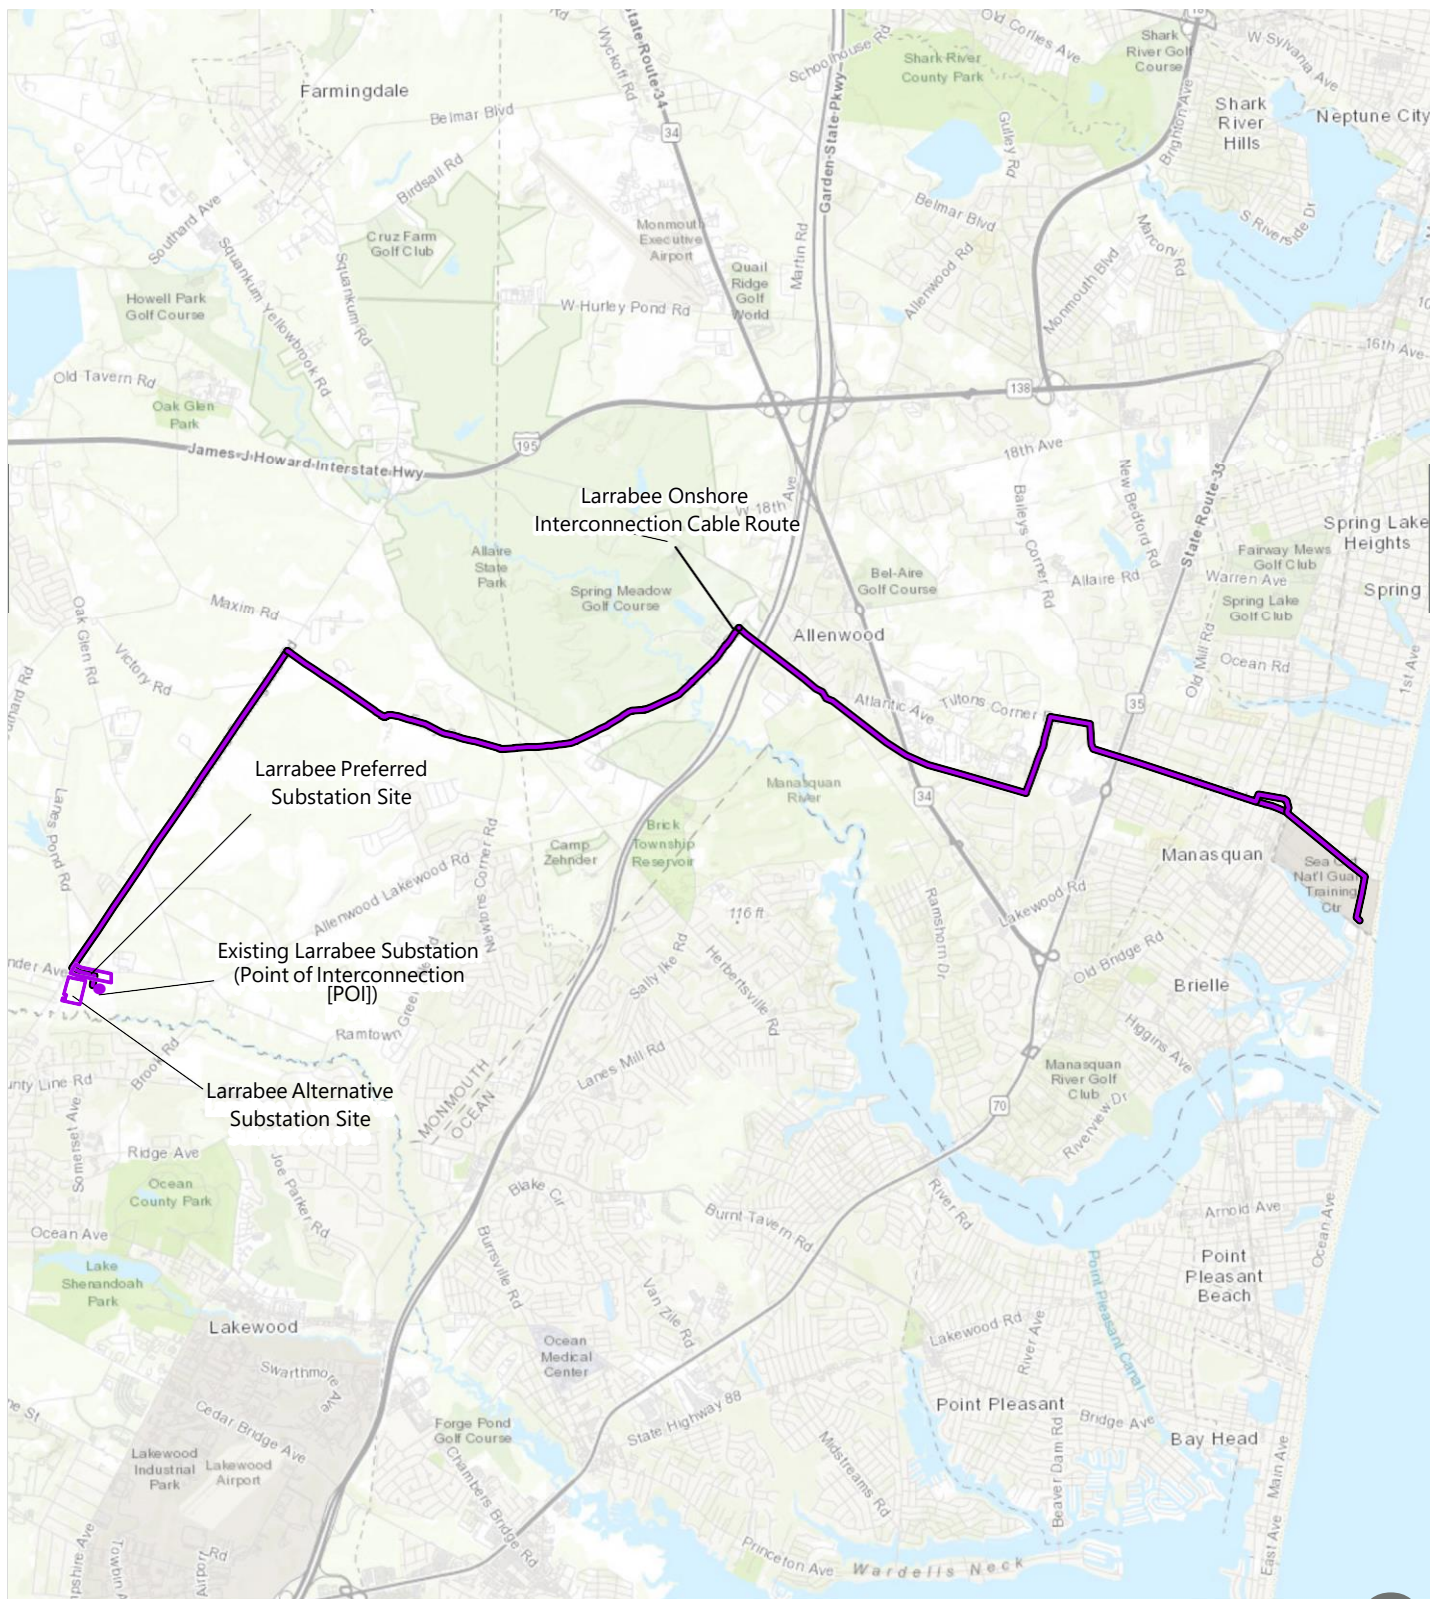 Farmingdale
Belmar Blvd
Wyckoff Rd
State-Route-34
34
Schoolhouse Rd
Garden-State-Pkwy
Old Corlies Ave
Shark River
County Park
Shark
River Golf
Course
18
W Sylvania Ave
Brighton Ave
Shark
River
Hills
Neptune City
Gulley Rd
Birdsall Rd
Southard Ave
Squankum Yellowbrook Rd
Squankum Rd
Cruz Farm
Golf Club
Monmouth
Executive
Airport
Quail
Ridge
Golf
World
Martin Rd
Belmar Blvd
Allenwood Rd
Monmouth Blvd
Marconi Rd
S Riverside Dr
Howell Park
Golf Course
W Hurley Pond Rd
16th Ave
Old Tavern Rd
Oak Glen
Park
138
195
James-J-Howard-Interstate-Hwy
18th Ave
W 18th Ave
Larrabee Onshore
Interconnection Cable Route
Baileys Corner Rd
New Bedford Rd
State-Route-35
Spring Lake
Heights
Fairway Mews
Golf Club
Warren Ave
Spring
Spring Lake
Golf Club
Allaire
State
Park
Spring Meadow
Golf Course
Bel-Aire
Golf Course
Allaire Rd
Maxim Rd
Oak Glen Rd
Victory Rd
Allenwood
Old Mill Rd
Ocean Rd
1st Ave
Atlantic Ave
Tiltons Corner
35
Larrabee Preferred
Substation Site
Lanes Pond Rd
Manasquan
River
34
Brick
Township
Reservoir
Camp
Zehnder
Newtons Corner Rd
Allenwood Lakewood Rd
Manasquan
Nat'l Gua
Training
Ctr
Lakewood Rd
Ramshorn Dr
116 ft
Existing Larrabee Substation
(Point of Interconnection
[POI])
nder Ave
Sally Ike Rd
Herbertsville Rd
Old Bridge Rd
Brielle
Higgins Ave
Ramtown
Brook Rd
Lanes Mill Rd
Manasquan
River Golf
Club
Riverview Dr
70
unty Line Rd
MONMOUTH
OCEAN
Larrabee Alternative
Substation Site
Somerset Ave
Ridge Ave
Ocean
County Park
Joe Parker Rd
Blake Cir
Burnt Tavern Rd
River Rd
Arnold Ave
Ocean Ave
Ocean Ave
Burrsville Rd
Lake
Shenandoah
Park
Van Zile Rd
Point
Pleasant
Beach
Point Pleasant Canal
Lakewood
Ocean
Medical
Center
Lakewood Rd
River Ave
Swarthmore Ave
Cedar Bridge Ave
State Highway 88
Point Pleasant
Bridge Ave
Bay Head
Forge Pond
Golf Course
Lakewood
Industrial
Park
Lakewood
Airport
Chambers Bridge Rd
Midstreams Rd
Beaver Dam Rd
Main Ave
East Ave
Princeton Ave
Wardells Neck
Airport Rd